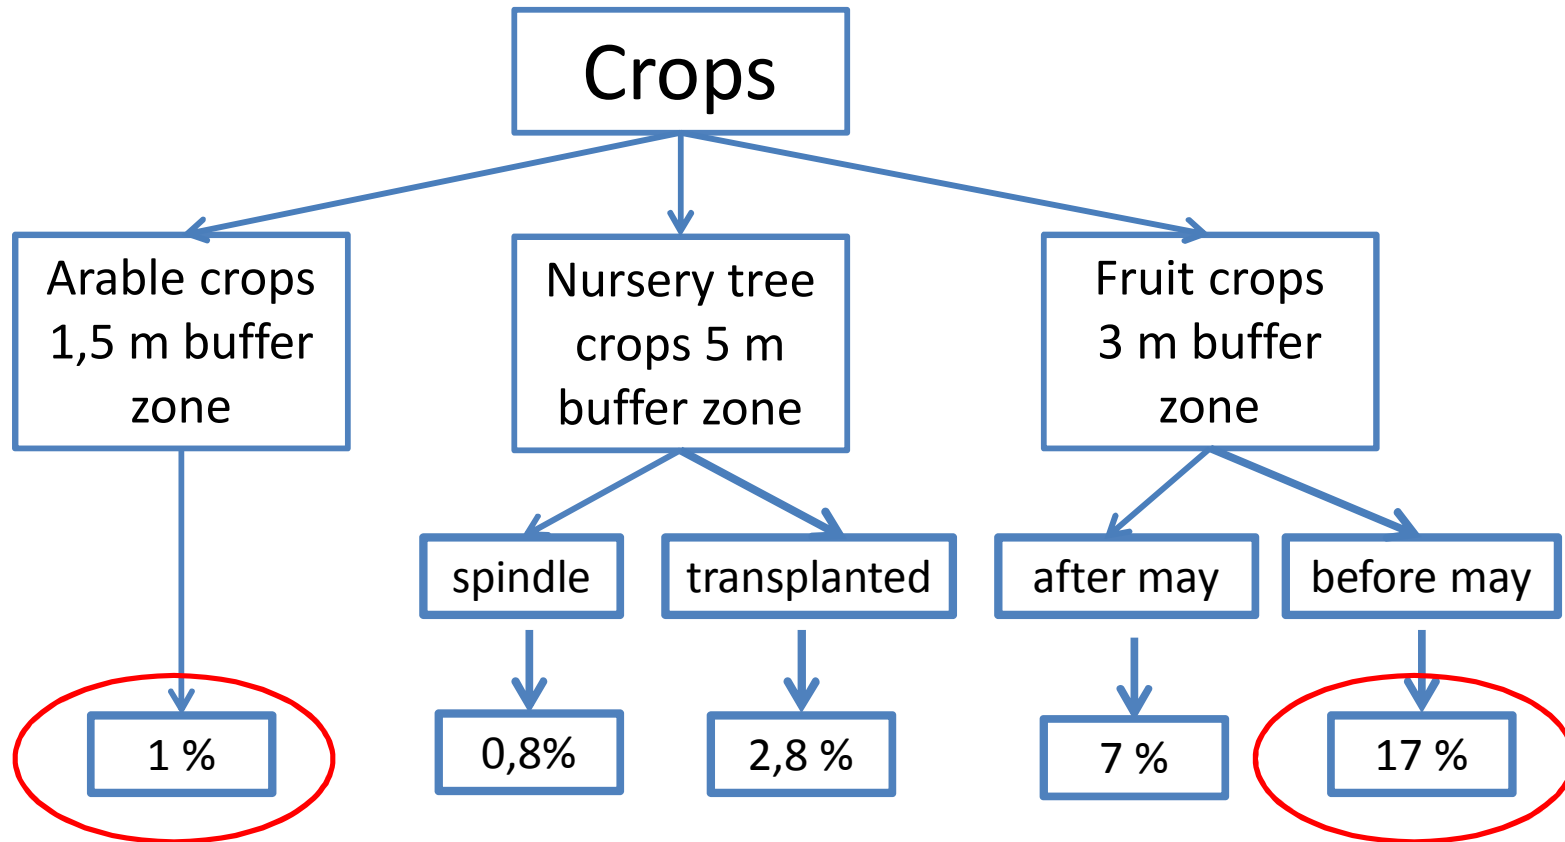 Crops
Arable crops
1,5 m buffer
zone
Nursery tree
crops 5 m
buffer zone
Fruit crops
3 m buffer
zone
spindle
transplanted
after may
before may
1 %
0,8%
2,8 %
7 %
17 %